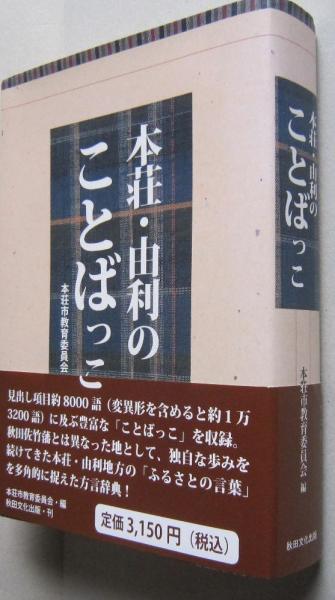 本荘・由利の
ことばっこ
本荘市教育委員会
見出し項目約8000語（変異形を含めると約1万
3200語）に及ぶ豊富な「ことばっこ」を収録。
秋田佐竹藩とは異なった地として、独自な歩みを
続けてきた本荘・由利地方の「ふるさとの言葉」
を多角的に捉えた方言辞典！
本荘市教育委員会・編
秋田文化出版・刊
定価3,150円（税込）
本荘・由利の
ことばっこ
本荘市教育委員会 編
秋田文化出版